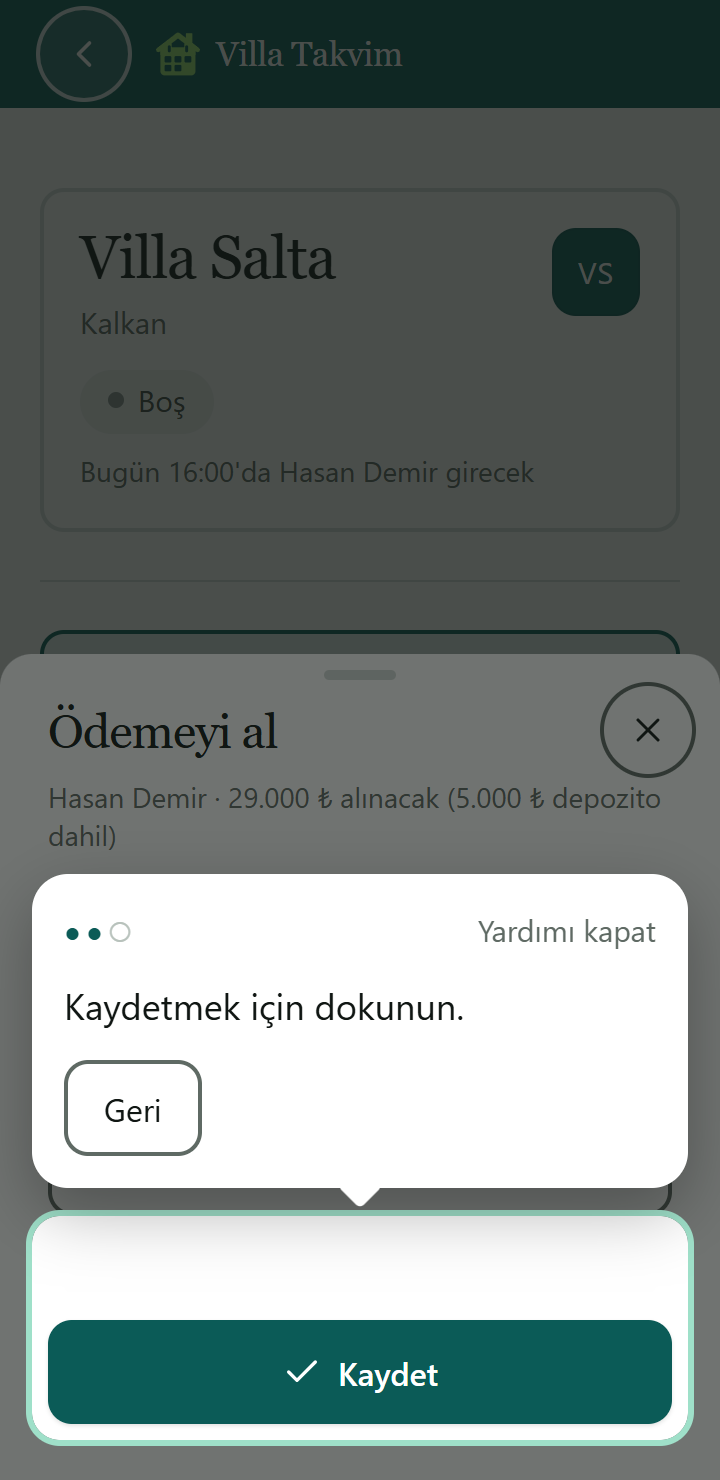 Villa Takvim
Villa Salta
VS
Kalkan
Boş
Bugün 16:00'da Hasan Demir girecek
Ödemeyi al
Hasan Demir · 29.000 ₺ alınacak (5.000 ₺ depozito
dahil)
Yardımı kapat
Kaydetmek için dokunun.
Geri
Kaydet